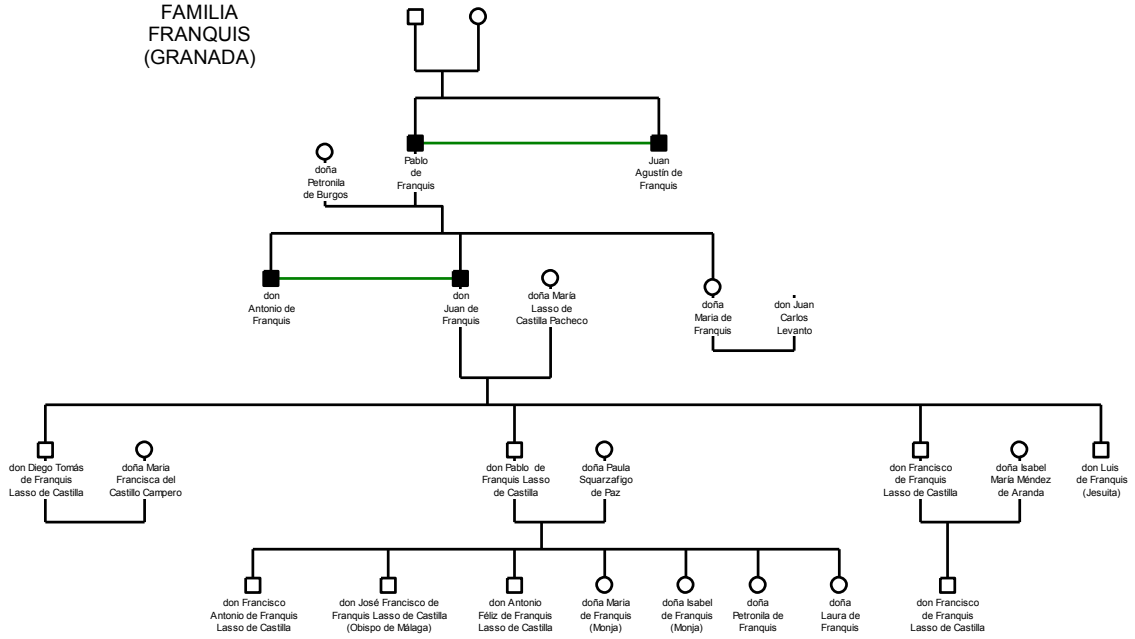 FAMILIA
FRANQUIS
(GRANADA)
Pablo
de
Franquis
Juan
Agustín de
Franquis
doña
Petronila
de Burgos
don
Antonio de
Franquis
don
Juan de
Franquis
doña María
Lasso de
Castilla Pacheco
doña
Maria de
Franquis
don Juan
Carlos
Levanto
don Diego Tomás
de Franquis
Lasso de Castilla
doña Maria
Francisca del
Castillo Campero
don Pablo de
Franquis Lasso
de Castilla
doña Paula
Squarzafigo
de Paz
don Francisco
de Franquis
Lasso de Castilla
doña Isabel
María Méndez
de Aranda
don Luis
de Franquis
(Jesuita)
don Francisco
Antonio de Franquis
Lasso de Castilla
don José Francisco de
Franquis Lasso de Castilla
(Obispo de Málaga)
don Antonio
Féliz de Franquis
Lasso de Castilla
doña Maria
de Franquis
(Monja)
doña Isabel
de Franquis
(Monja)
doña
Petronila de
Franquis
doña
Laura de
Franquis
don Francisco
de Franquis
Lasso de Castilla